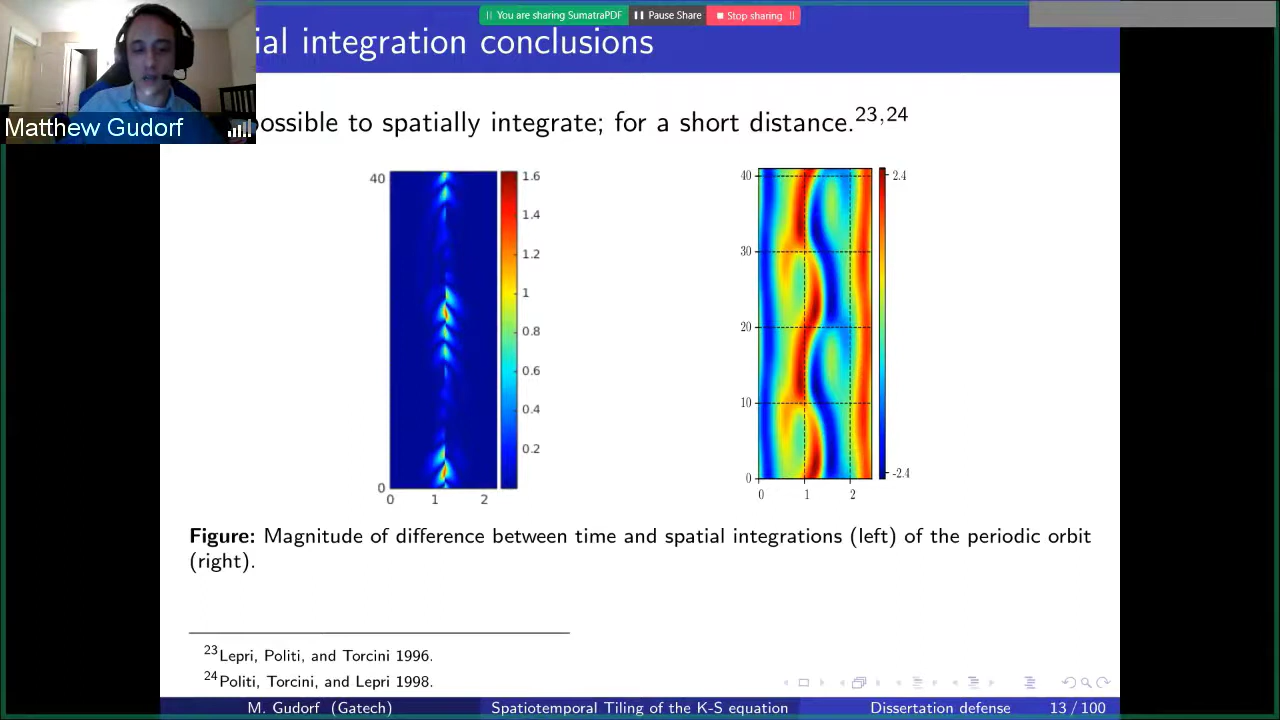 You are sharing SumatraPDF
Pause Share
Stop sharing
ial integration conclusions
Matthew Gudorf
ossible to spatially integrate; for a short distance.23,24
40
0
0 1 2
1.6
1.4
1.2
1
0.8
0.6
0.4
0.2
40
30
20
10
0
0 1 2
2.4
-2.4
Figure: Magnitude of difference between time and spatial integrations (left) of the periodic orbit
(right).
23Lepri, Politi, and Torcini 1996.
24Politi, Torcini, and Lepri 1998.
M. Gudorf (Gatech) Spatiotemporal Tiling of the K-S equation Dissertation defense 13 / 100